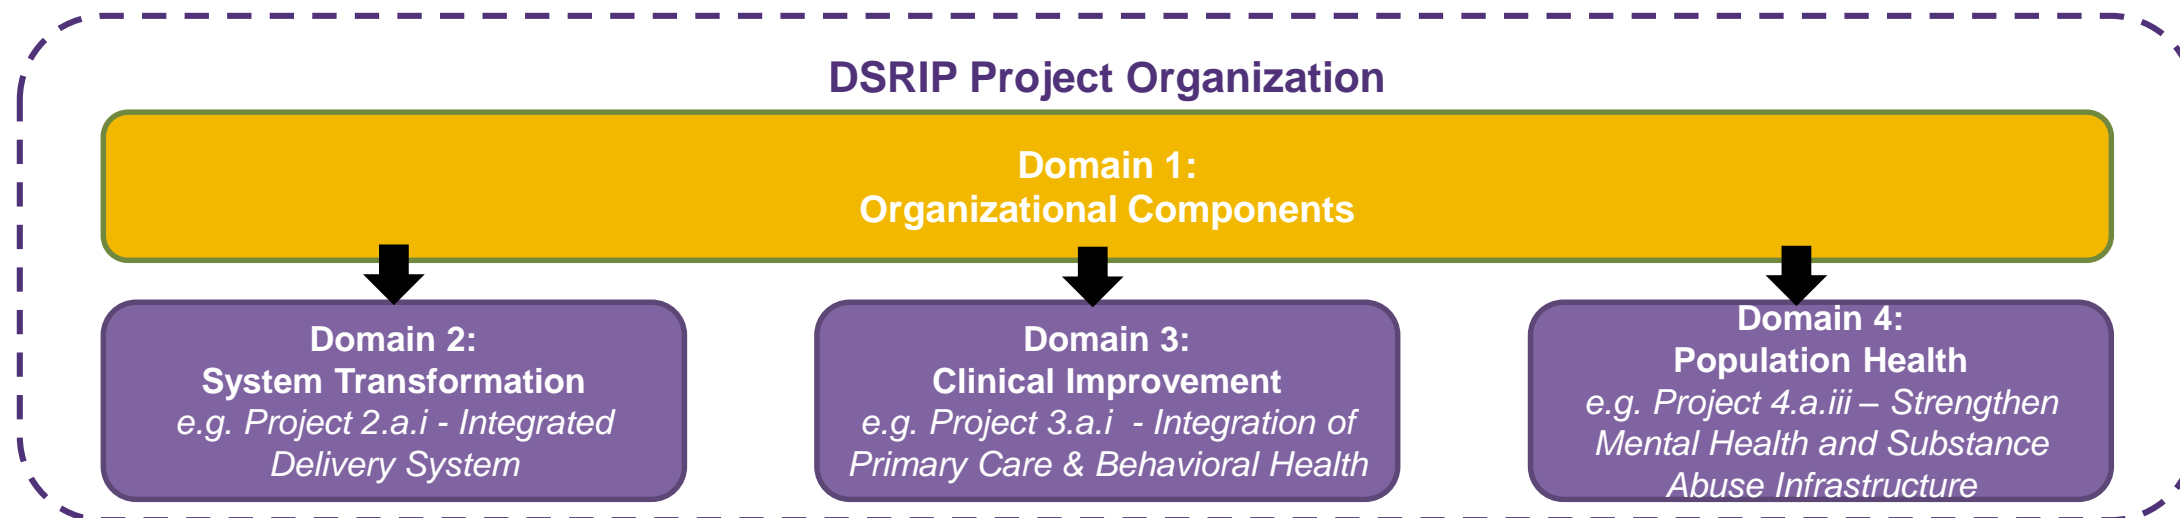 DSRIP Project Organization
Domain 1:
Organizational Components
Domain 2:
System Transformation
e.g. Project 2.a.i - Integrated
Delivery System
Domain 3:
Clinical Improvement
e.g. Project 3.a.i  - Integration of
Primary Care & Behavioral Health
Domain 4:
Population Health
e.g. Project 4.a.iii – Strengthen
Mental Health and Substance
Abuse Infrastructure